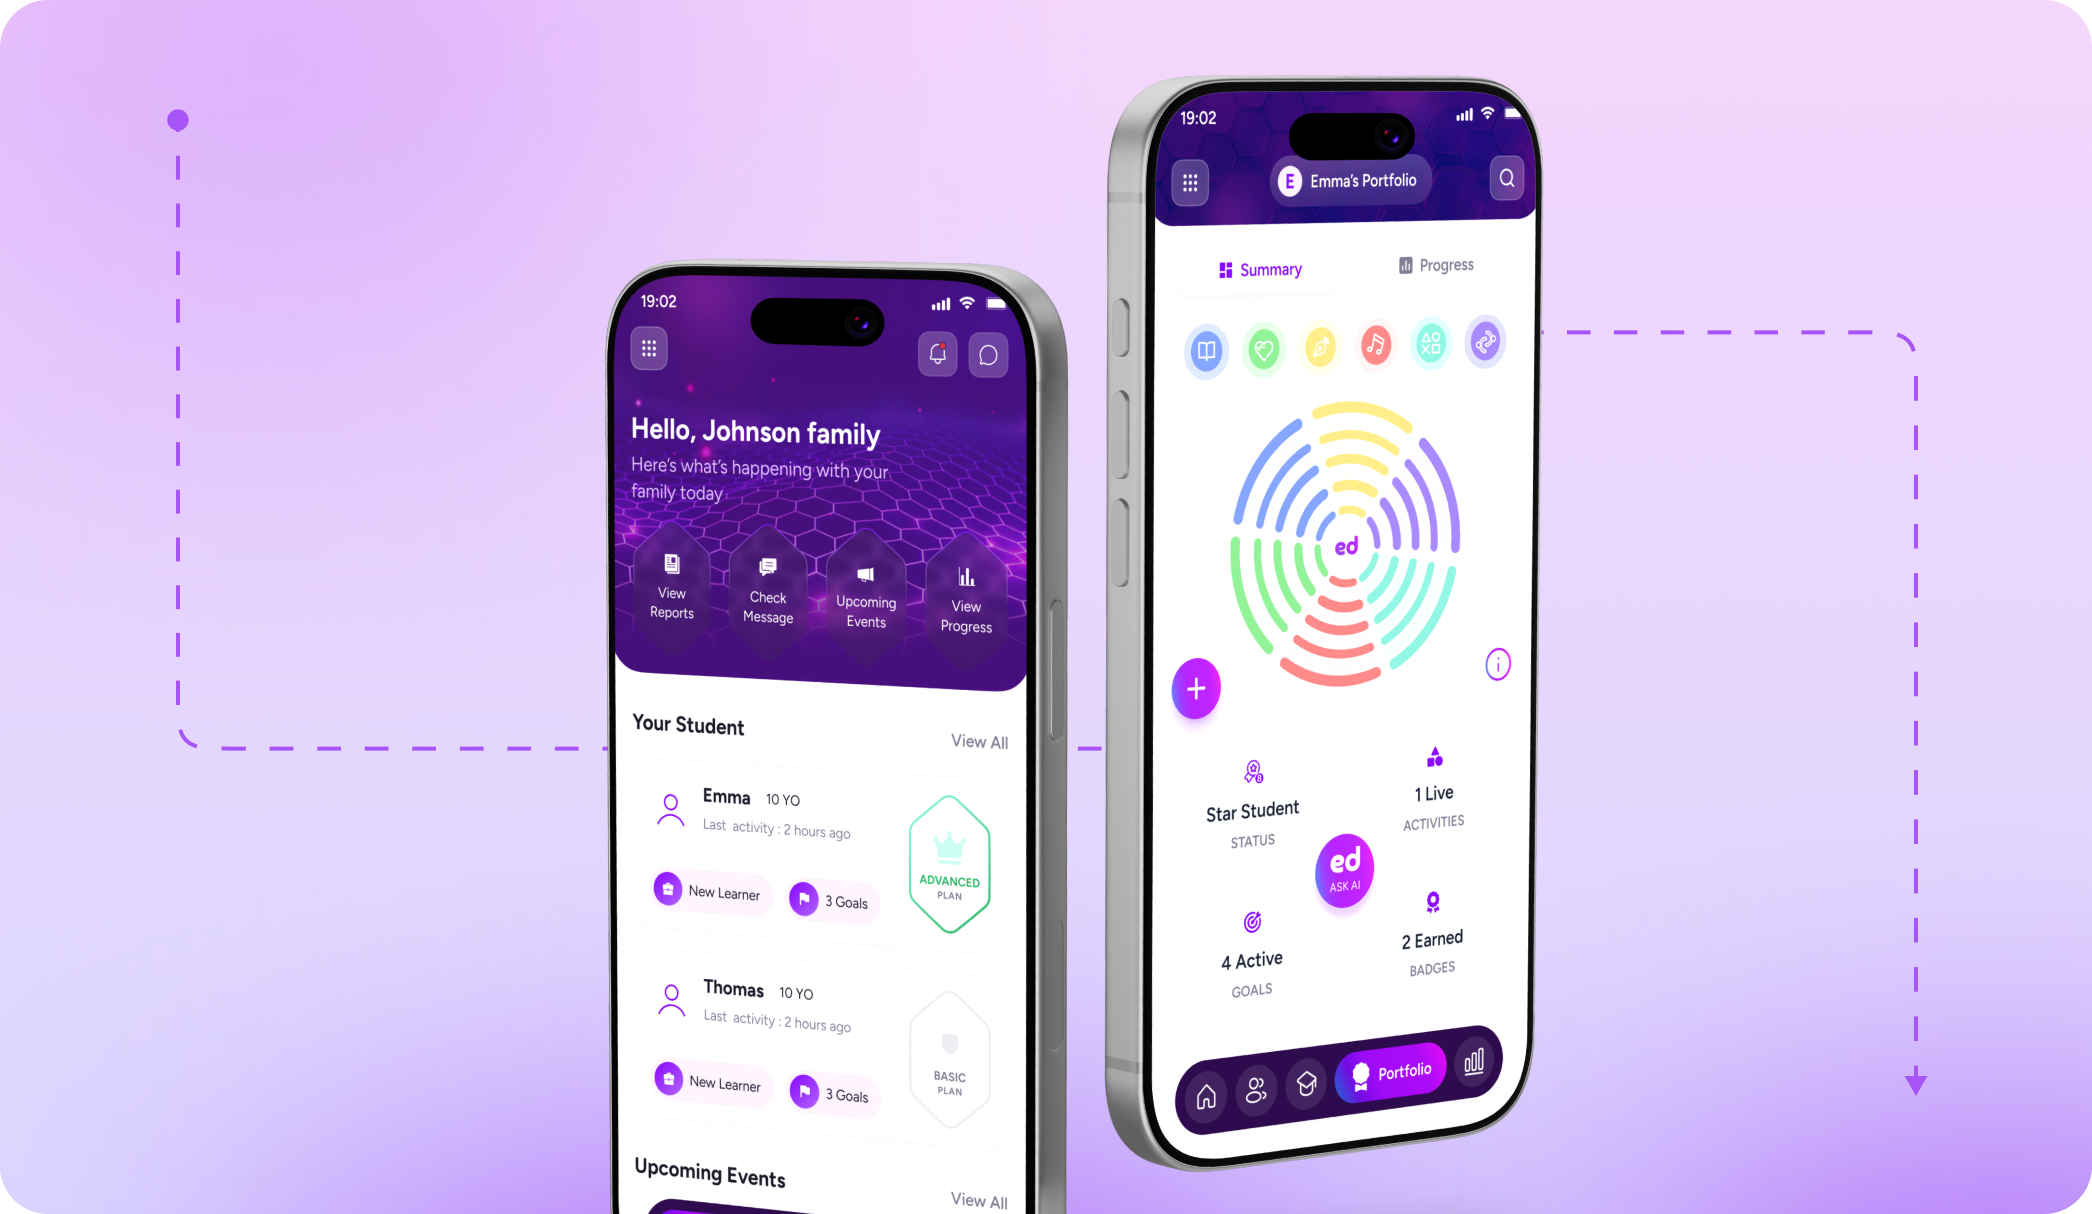 19:02
Hello, Johnson family
Here's what's happening with your
family today
View
Reports
Check
Message
Upcoming
Events
View
Progress
Your Student
View All
Emma 10 YO
Last activity : 2 hours ago
New Learner
3 Goals
ADVANCED
PLAN
Thomas 10 YO
Last activity : 2 hours ago
New Learner
3 Goals
BASIC
PLAN
Upcoming Events
View All
19:02
E Emma's Portfolio
Summary
Progress
ed
Star Student
STATUS
1 Live
ACTIVITIES
ed
ASK AI
4 Active
GOALS
2 Earned
BADGES
Portfolio